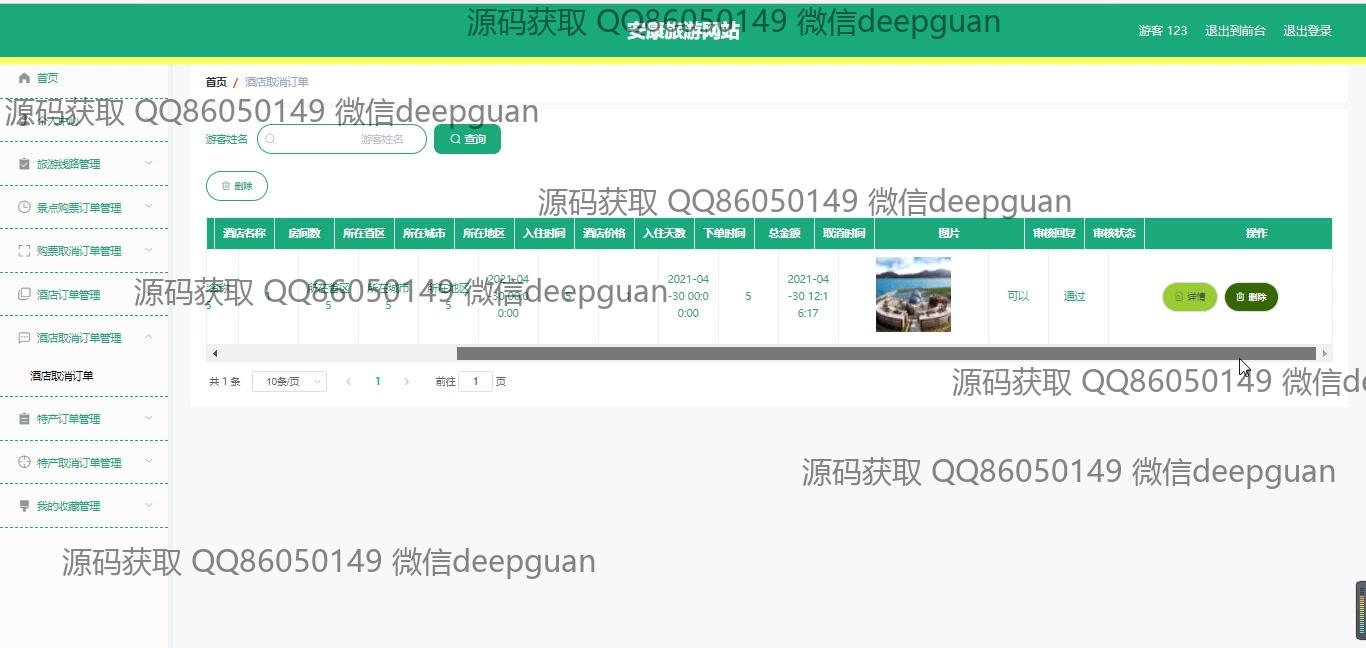 源码获取 QQ86050149 微信deepguan
安康旅游网站
游客 123 退出到前台 退出登录
首页
首页 / 酒店取消订单
源码获取 QQ86050149 微信deepguan
个人中心
游客姓名 游客姓名 查询
旅游线路管理
删除
源码获取 QQ86050149 微信deepguan
景点购票订单管理
酒店名称 房间数 所在省区 所在城市 所在地区 入住时间 酒店价格 入住天数 下单时间 总金额 取消时间 图片 审核回复 审核状态 操作
购票取消订单管理
源码获取 QQ86050149 微信deepguan
酒店订单管理
所在省区5 所在城市5 所在地区5 2021-04-30 00:00:00 5 2021-04-30 00:00:00 5 2021-04-30 12:16:17 可以 通过 详情 删除
酒店取消订单管理
酒店取消订单
共 1 条 10条/页 1 前往 1 页
源码获取 QQ86050149 微信de
特产订单管理
特产取消订单管理
源码获取 QQ86050149 微信deepguan
我的收藏管理
源码获取 QQ86050149 微信deepguan